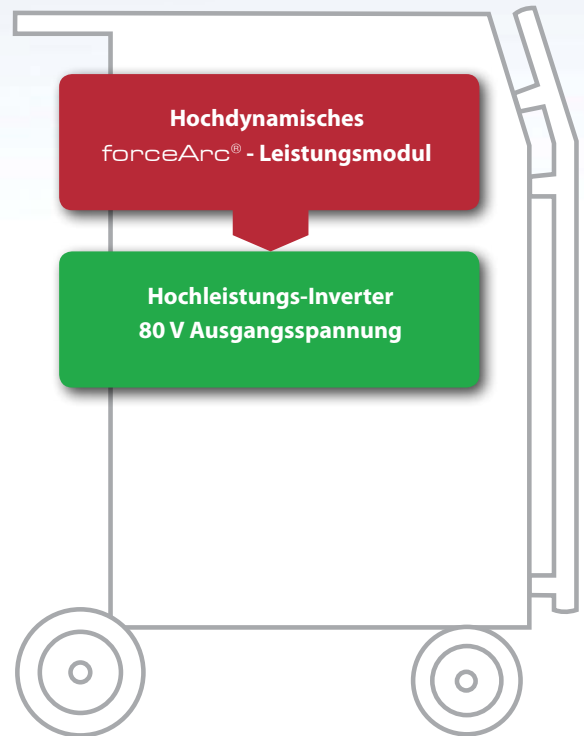 Hochdynamisches
forceArc® - Leistungsmodul
Hochleistungs-Inverter
80 V Ausgangsspannung